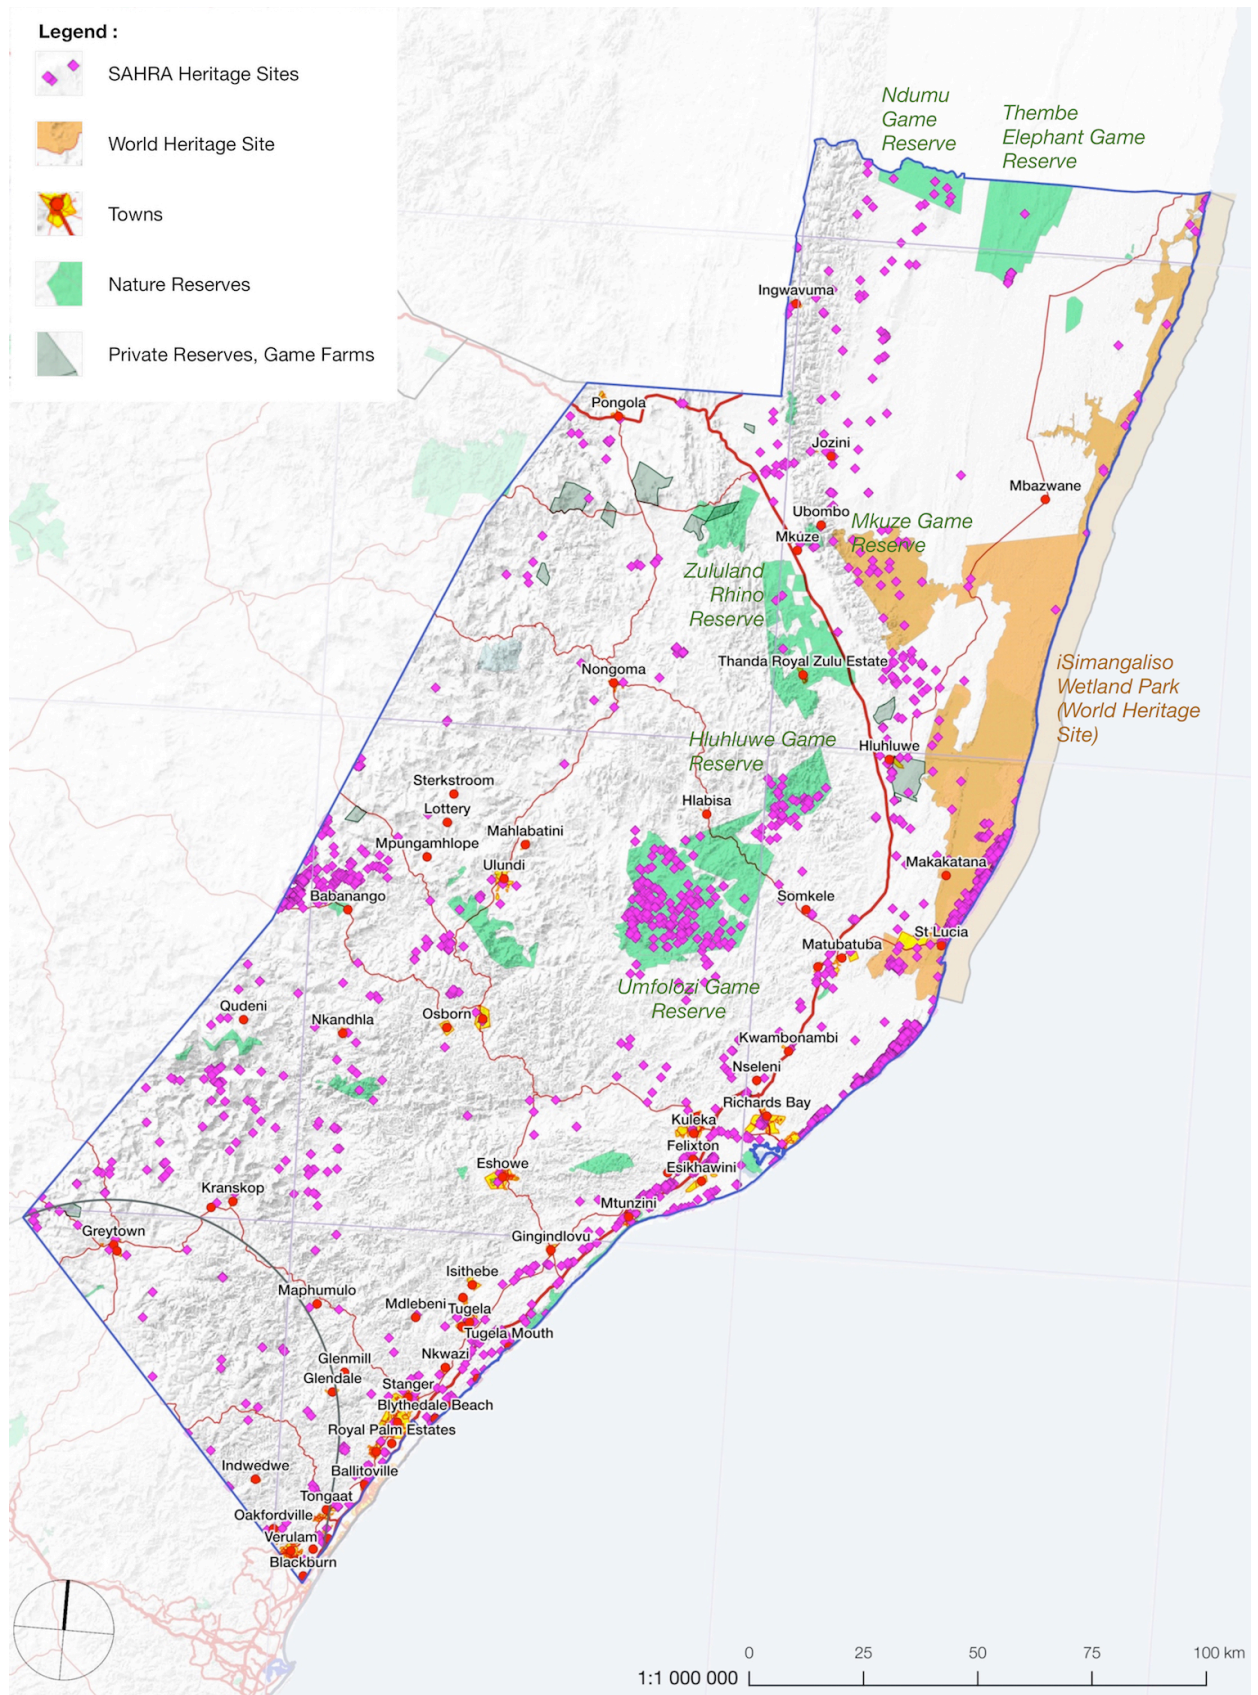 Legend :
SAHRA Heritage Sites
World Heritage Site
Towns
Nature Reserves
Private Reserves, Game Farms
Ndumu
Game
Reserve
Thembe
Elephant Game
Reserve
Ingwavuma
Pongola
Jozini
Mbazwane
Ubombo
Mkuze Game
Reserve
Mkuze
Zululand
Rhino
Reserve
Thanda Royal Zulu Estate
Nongoma
iSimangaliso
Wetland Park
(World Heritage
Site)
Hluhluwe Game
Reserve
Hluhluwe
Sterkstroom
Lottery
Hlabisa
Mahlabatini
Mpungamhlope
Ulundi
Makakatana
Babanango
Somkele
St Lucia
Matubatuba
Umfolozi Game
Reserve
Qudeni
Nkandhla
Osborn
Kwambonambi
Nseleni
Richards Bay
Kuleka
Felixton
Esikhawini
Eshowe
Kranskop
Mtunzini
Greytown
Gingindlovu
Isithebe
Maphumulo
Mdlebeni
Tugela
Tugela Mouth
Nkwazi
Glenmill
Glendale
Stanger
Blythedale Beach
Royal Palm Estates
Indwedwe
Ballitoville
Tongaat
Oakfordville
Verulam
Blackburn
0 25 50 75 100 km
1:1 000 000